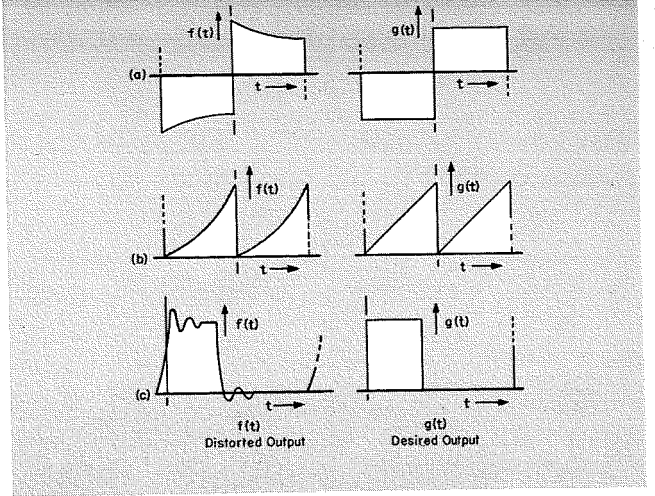 f(t)
g(t)
(a)
t
t
f(t)
g(t)
(b)
t
t
f(t)
g(t)
(c)
t
t
f(t)
g(t)
Distorted Output
Desired Output